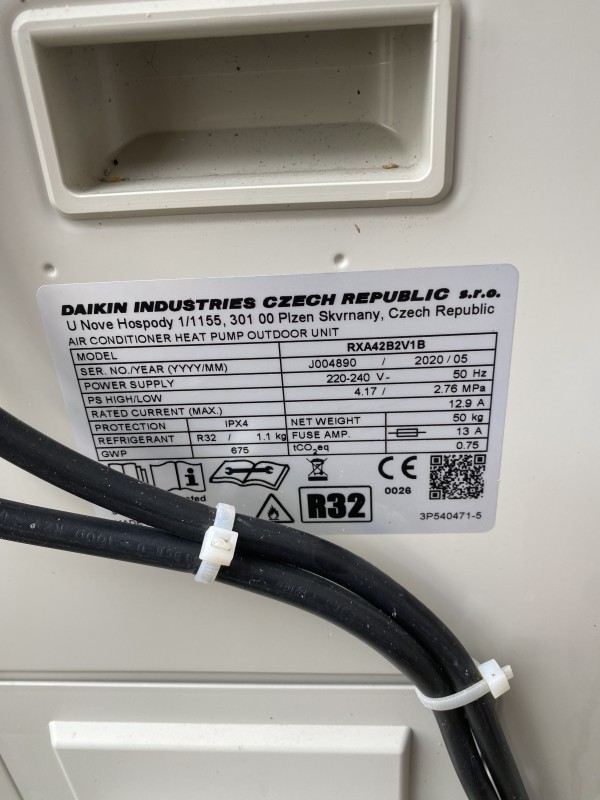 DAIKIN INDUSTRIES CZECH REPUBLIC s.r.o.
U Nove Hospody 1/1155, 301 00 Plzen Skvrnany, Czech Republic
AIR CONDITIONER HEAT PUMP OUTDOOR UNIT
MODEL RXA42B2V1B
SER. NO./YEAR (YYYY/MM) J004890 / 2020/05
POWER SUPPLY 220-240 V~ 50 Hz
PS HIGH/LOW 4.17 / 2.76 MPa
RATED CURRENT (MAX.) 12.9 A
PROTECTION IPX4 NET WEIGHT 50 kg
REFRIGERANT R32 / 1.1 kg FUSE AMP. 13 A
GWP 675 tCO₂eq 0.75
CE
0026
R32
3P540471-5